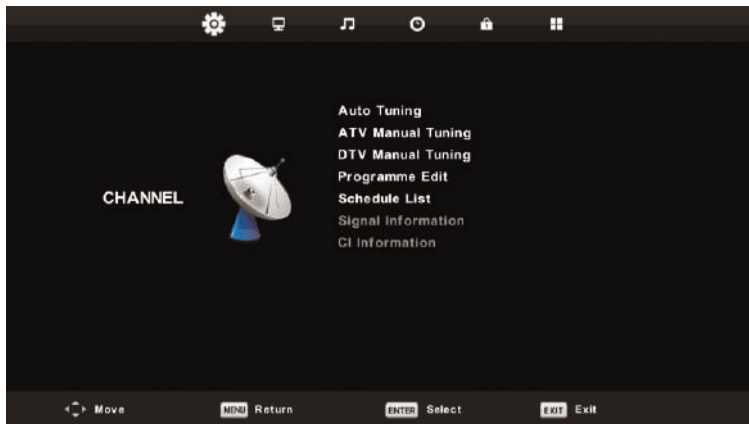 Auto Tuning
ATV Manual Tuning
DTV Manual Tuning
Programme Edit
CHANNEL
Schedule List
Signal Information
CI Information
Move MENU Return ENTER Select EXIT Exit